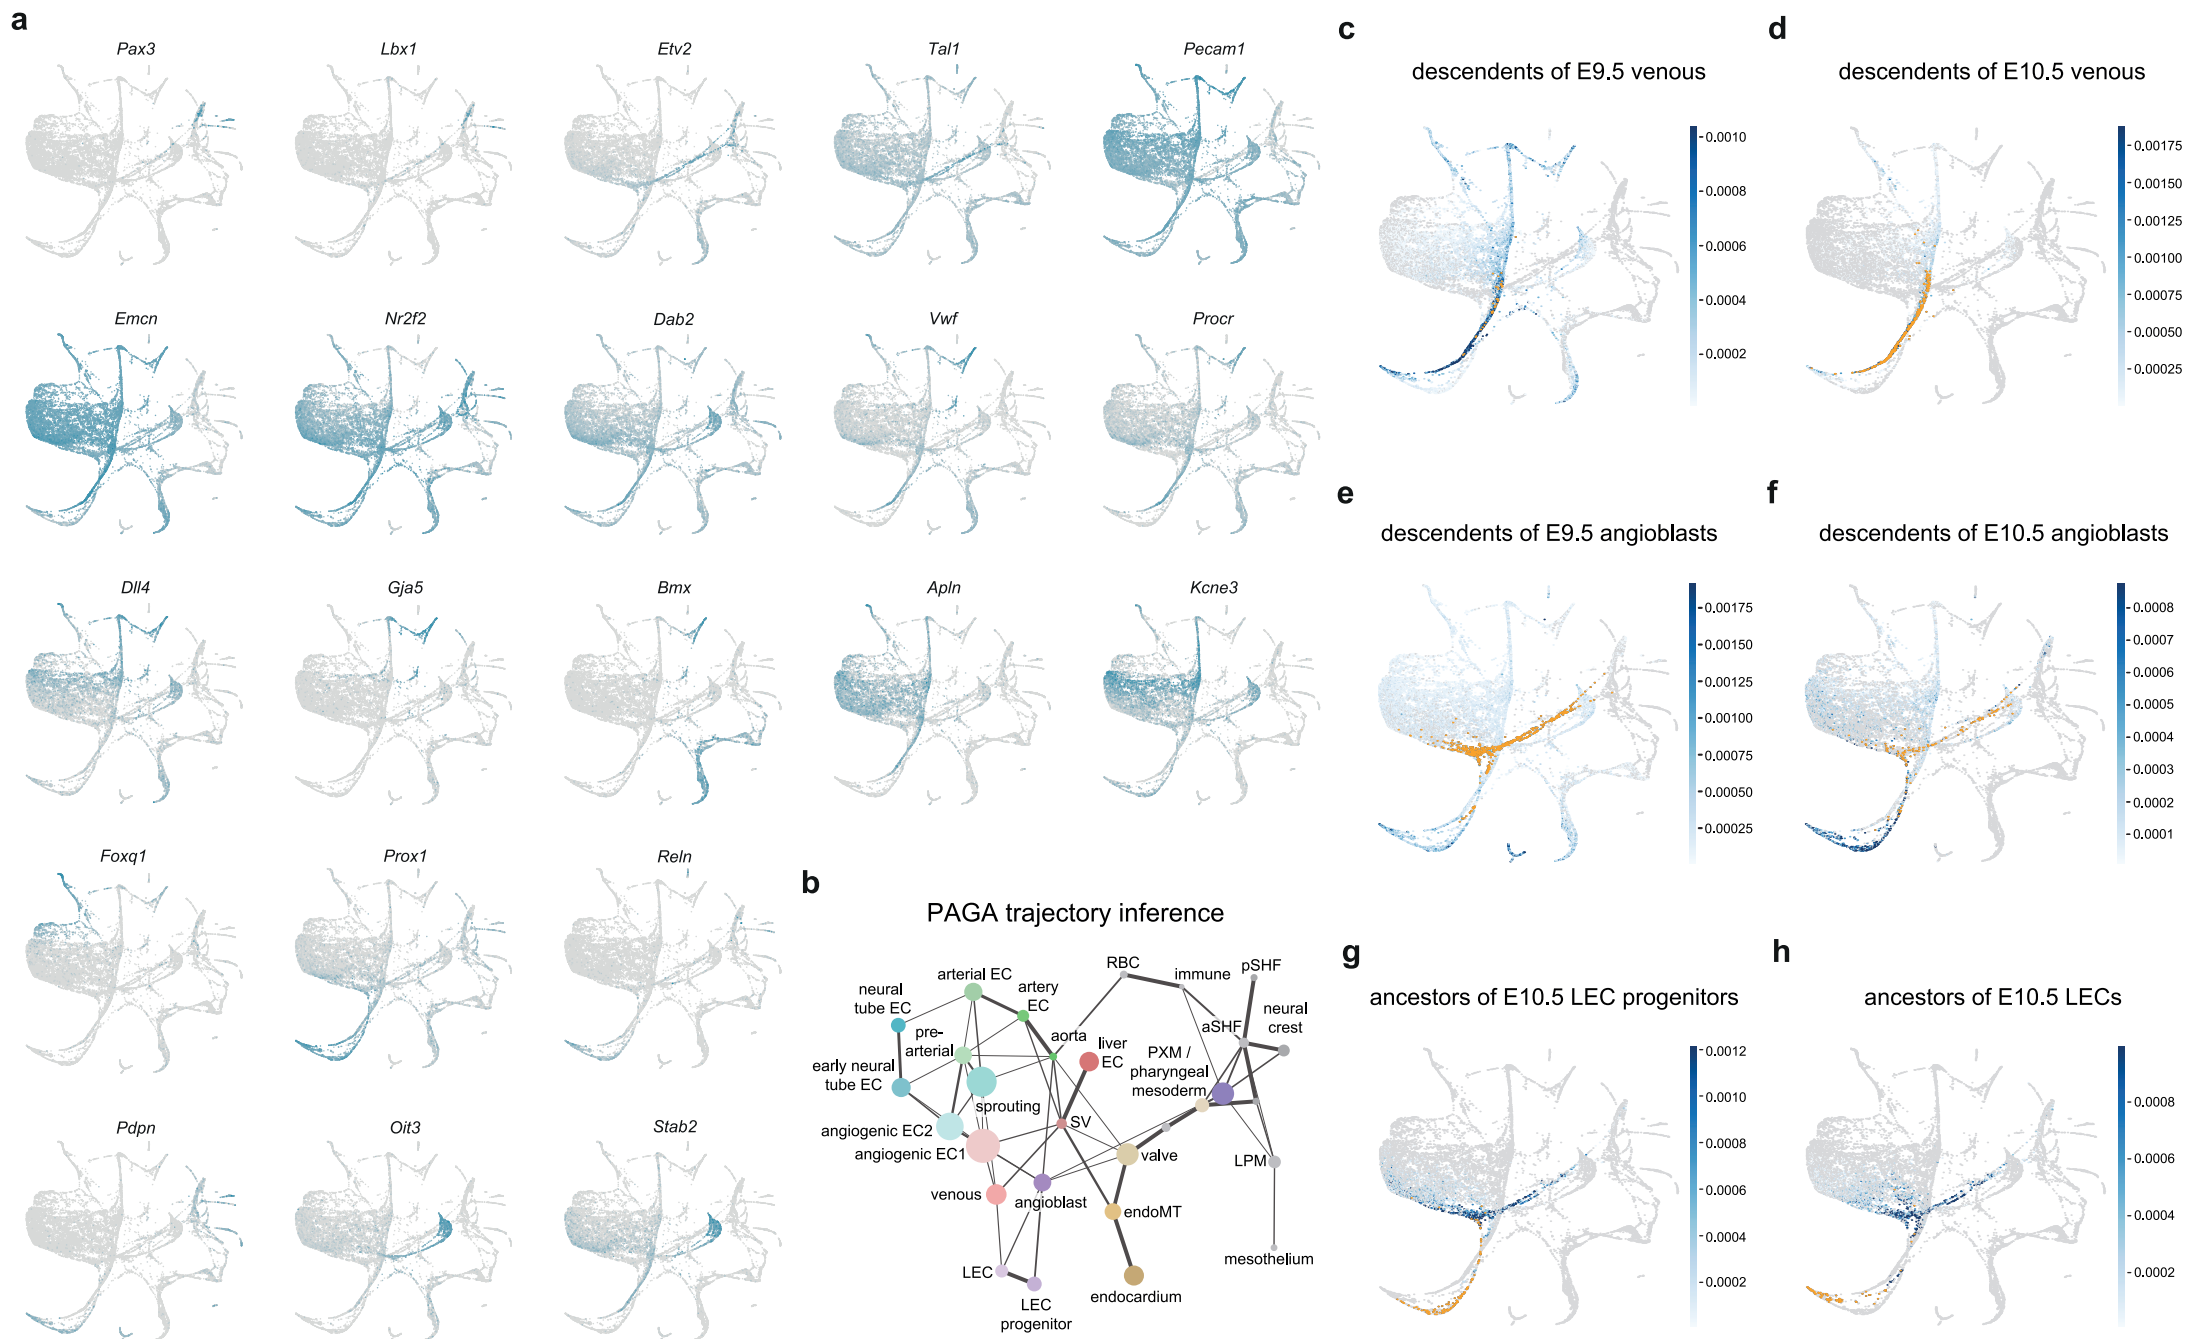 a
Pax3
Lbx1
Etv2
Tal1
Pecam1
Emcn
Nr2f2
Dab2
Vwf
Procr
Dll4
Gja5
Bmx
Apln
Kcne3
Foxq1
Prox1
Reln
Pdpn
Oit3
Stab2
b
PAGA trajectory inference
arterial EC
artery
EC
neural
tube EC
pre-
arterial
early neural
tube EC
sprouting
angiogenic EC2
angiogenic EC1
venous
angioblast
LEC
LEC
progenitor
aorta
liver
EC
SV
RBC
immune
pSHF
aSHF
neural
crest
PXM /
pharyngeal
mesoderm
valve
LPM
endoMT
endocardium
mesothelium
c
descendents of E9.5 venous
0.0010
0.0008
0.0006
0.0004
0.0002
d
descendents of E10.5 venous
0.00175
0.00150
0.00125
0.00100
0.00075
0.00050
0.00025
e
descendents of E9.5 angioblasts
0.00175
0.00150
0.00125
0.00100
0.00075
0.00050
0.00025
f
descendents of E10.5 angioblasts
0.0008
0.0007
0.0006
0.0005
0.0004
0.0003
0.0002
0.0001
g
ancestors of E10.5 LEC progenitors
0.0012
0.0010
0.0008
0.0006
0.0004
0.0002
h
ancestors of E10.5 LECs
0.0008
0.0006
0.0004
0.0002